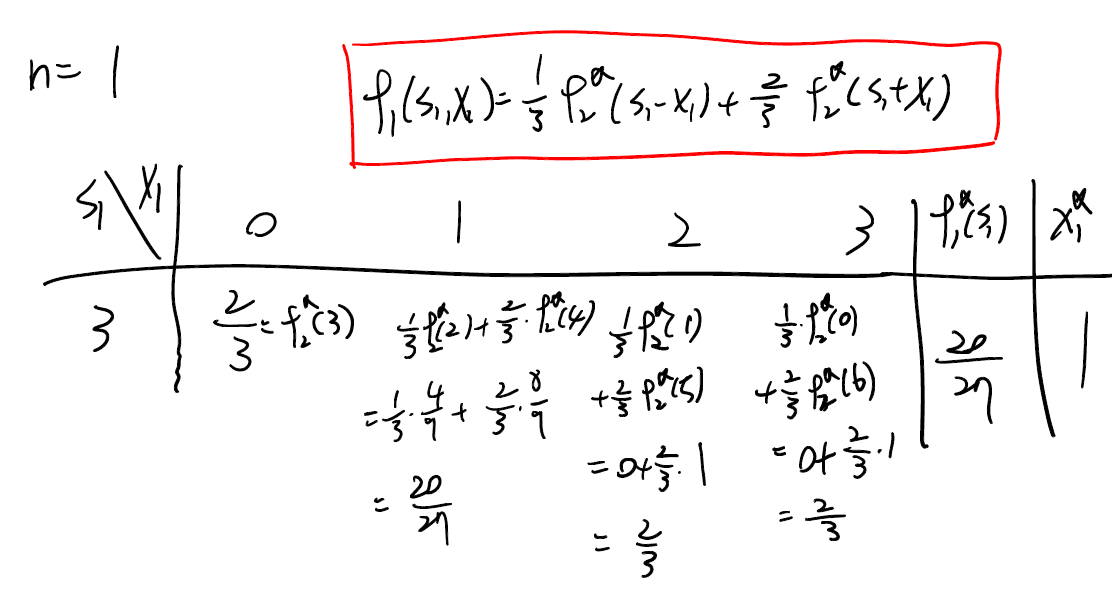 n= 1
f₁(s₁,x₁)= 1/3 f₂*(s₁-x₁)+ 2/3 f₂*(s₁+x₁)
s₁ \ x₁ 0 1 2 3 f₁*(s₁) x₁*
3 2/3 = f₂*(3) 1/3 f₂*(2)+ 2/3 · f₂*(4) 1/3 f₂*(1) 1/3 · f₂*(0) 20/27 1
= 1/3 · 4/9 + 2/3 · 8/9 + 2/3 f₂*(5) + 2/3 f₂*(6)
= 20/27 = 0+ 2/3 · 1 = 0+ 2/3 · 1
= 2/3 = 2/3